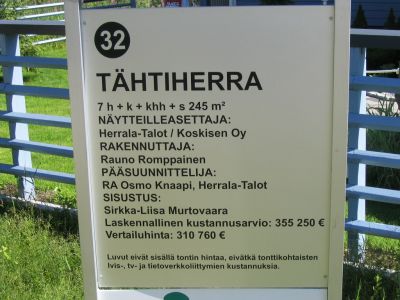 32
TÄHTIHERRA
7 h + k + khh + s 245 m²
NÄYTTEILLEASETTAJA:
Herrala-Talot / Koskisen Oy
RAKENNUTTAJA:
Rauno Romppainen
PÄÄSUUNNITTELIJA:
RA Osmo Knaapi, Herrala-Talot
SISUSTUS:
Sirkka-Liisa Murtovaara
Laskennallinen kustannusarvio: 355 250 €
Vertailuhinta: 310 760 €
Luvut eivät sisällä tontin hintaa, eivätkä tonttikohtaisten
lvis-, tv- ja tietoverkkoliittymien kustannuksia.